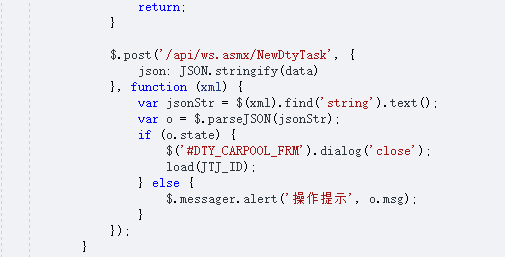 return;
}
$.post('/api/ws.asmx/NewDtyTask', {
json: JSON.stringify(data)
}, function (xml) {
var jsonStr = $(xml).find('string').text();
var o = $.parseJSON(jsonStr);
if (o.state) {
$('#DTY_CARPOOL_FRM').dialog('close');
load(JTJ_ID);
} else {
$.messager.alert('操作提示', o.msg);
}
});
}